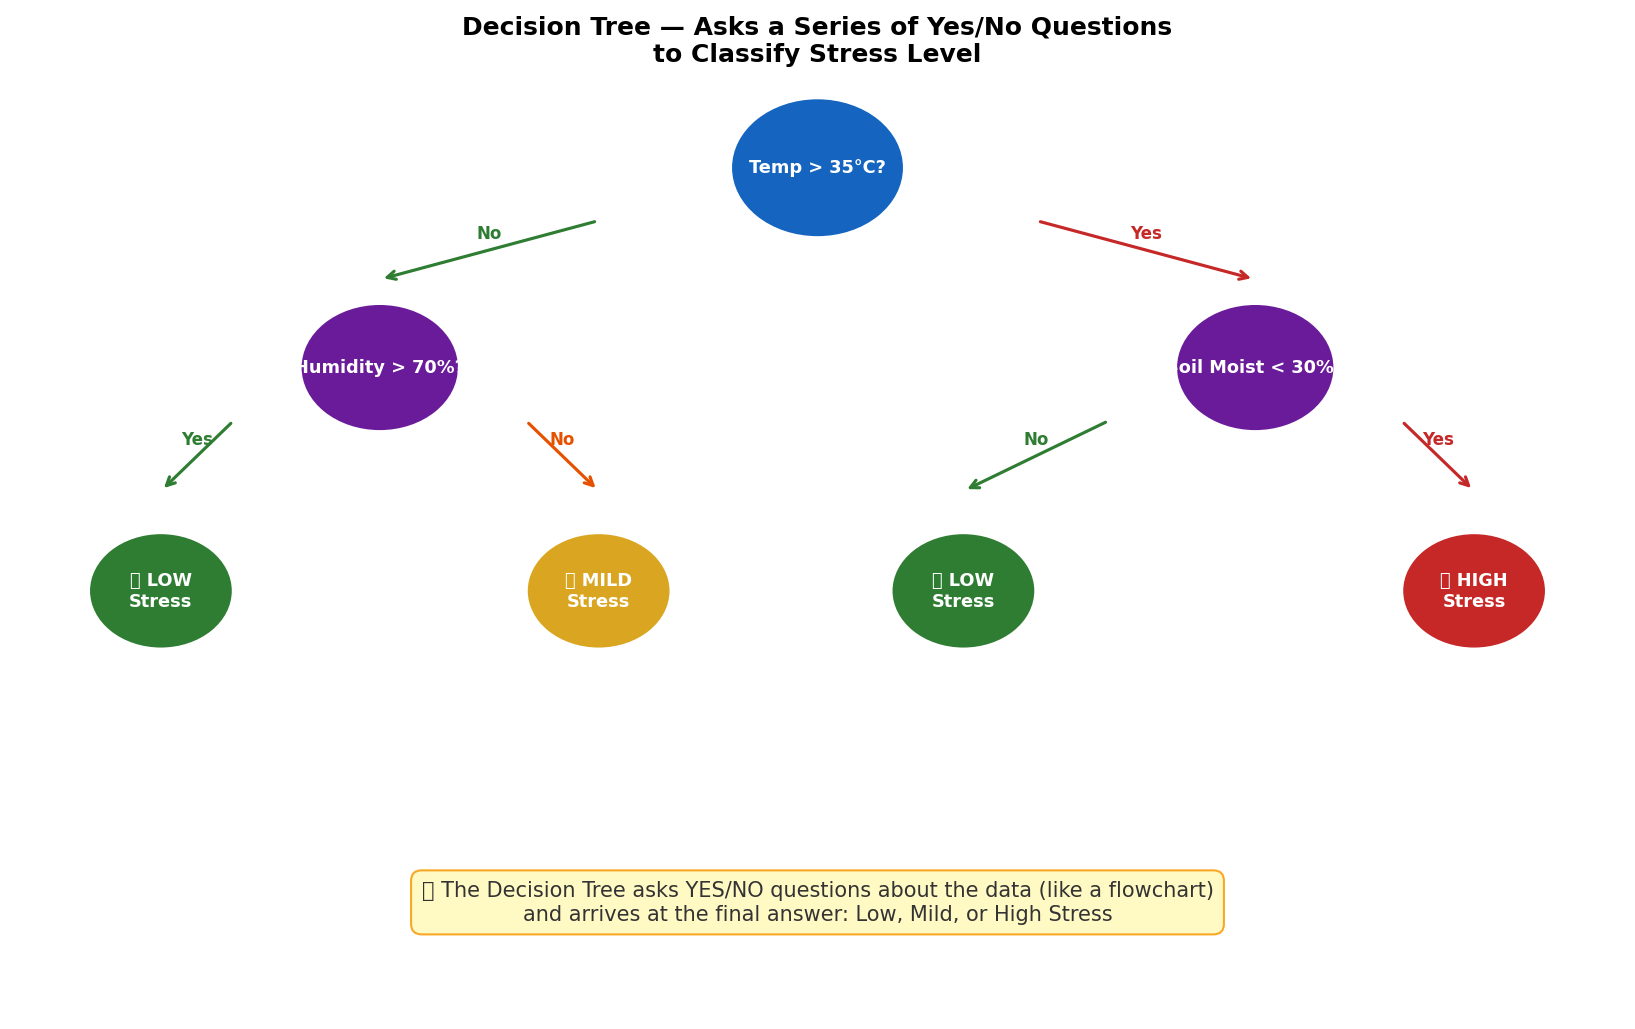 Decision Tree — Asks a Series of Yes/No Questions
to Classify Stress Level
Temp > 35°C?
No
Yes
Humidity > 70%?
oil Moist < 30%
Yes
No
No
Yes
LOW
Stress
MILD
Stress
LOW
Stress
HIGH
Stress
The Decision Tree asks YES/NO questions about the data (like a flowchart)
and arrives at the final answer: Low, Mild, or High Stress